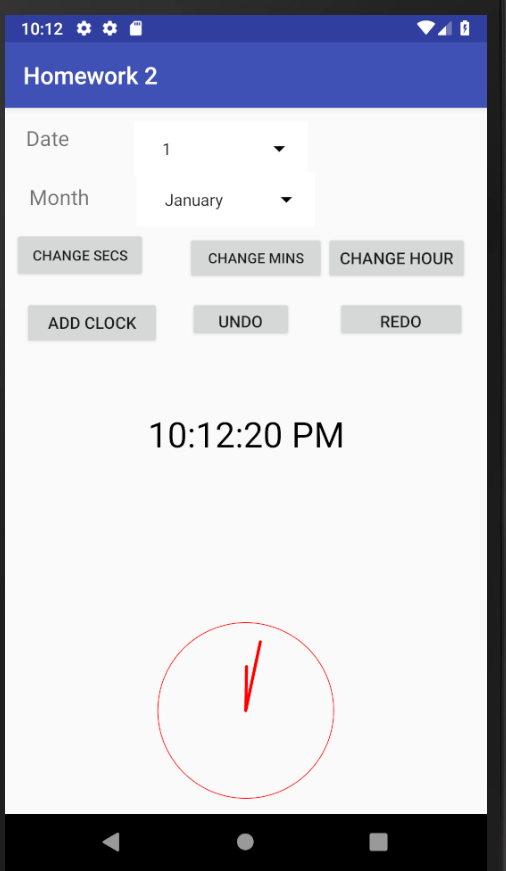 10:12
Homework 2
Date 1
Month January
CHANGE SECS CHANGE MINS CHANGE HOUR
ADD CLOCK UNDO REDO
10:12:20 PM